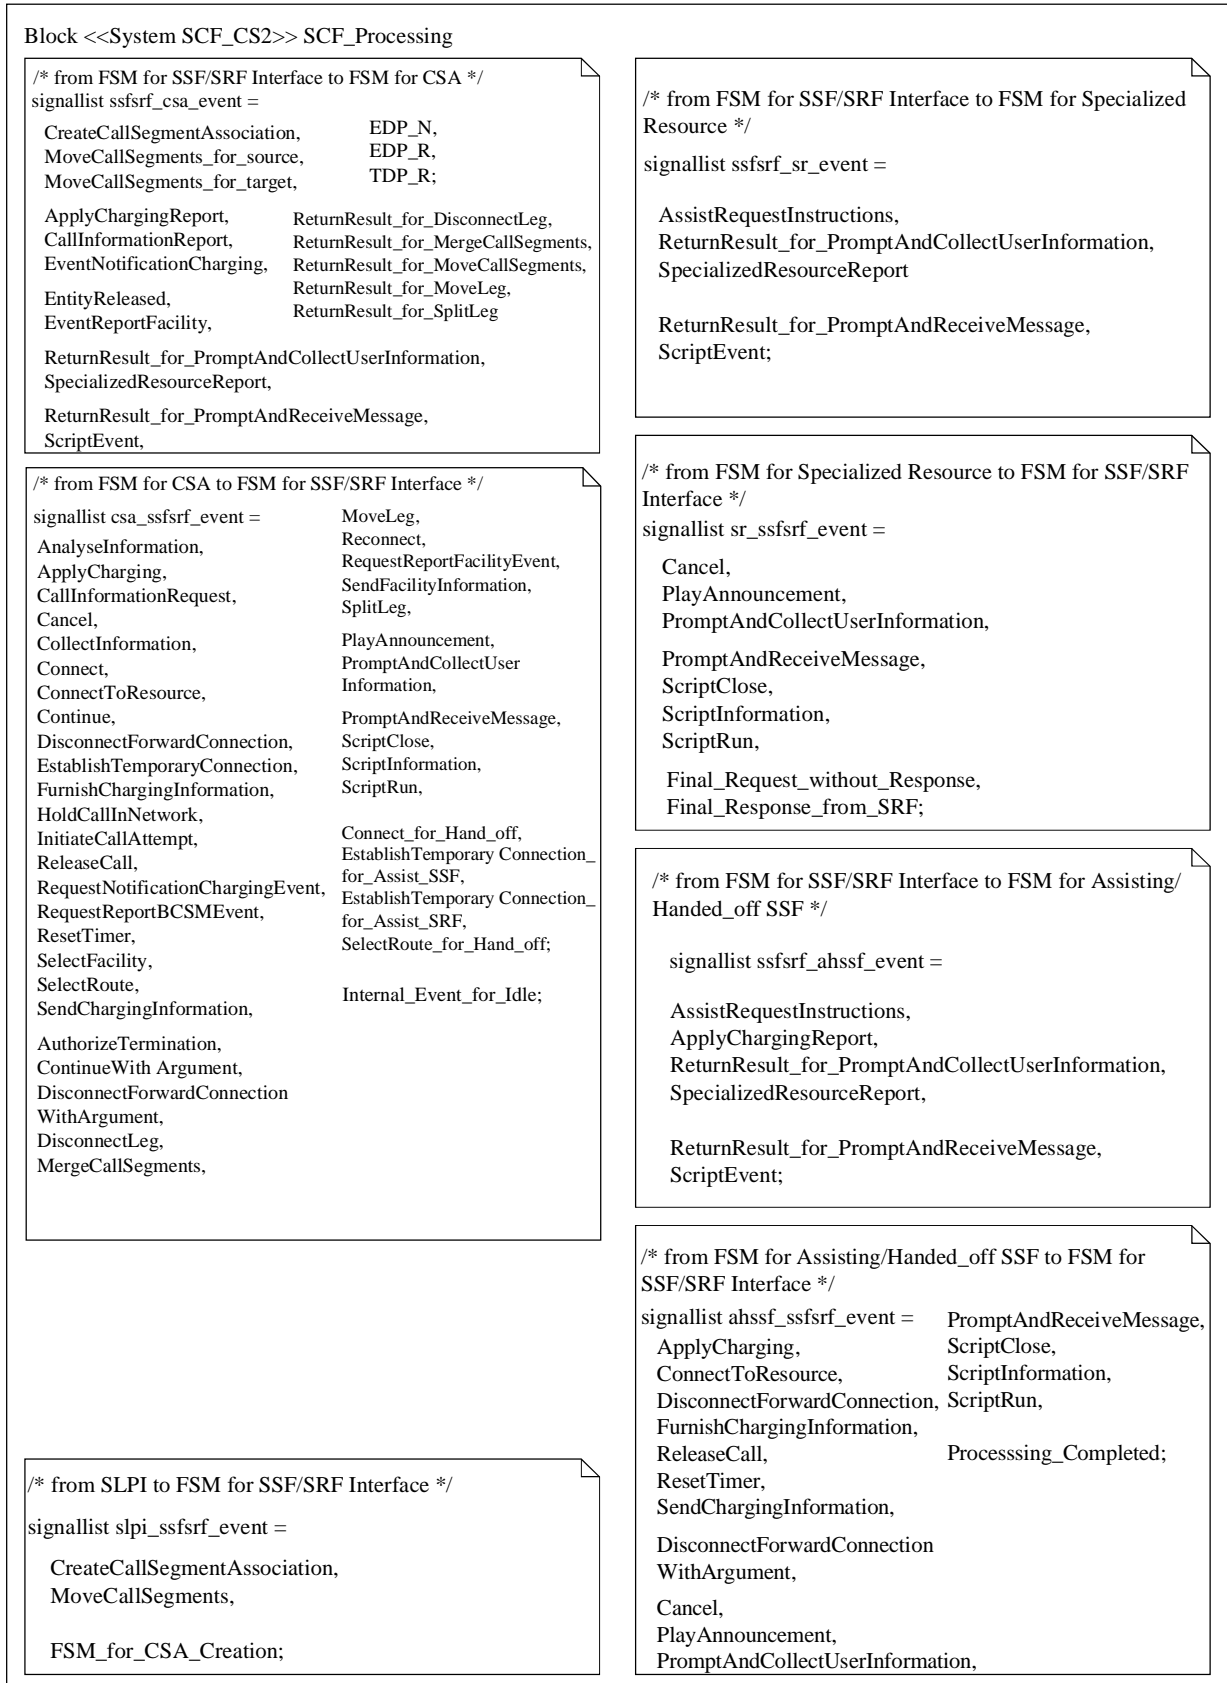 Block <<System SCF_CS2>> SCF_Processing
/* from FSM for SSF/SRF Interface to FSM for CSA */
signallist ssfsrf_csa_event =
CreateCallSegmentAssociation,
MoveCallSegments_for_source,
MoveCallSegments_for_target,
ApplyChargingReport,
CallInformationReport,
EventNotificationCharging,
EntityReleased,
EventReportFacility,
EDP_N,
EDP_R,
TDP_R;
ReturnResult_for_DisconnectLeg,
ReturnResult_for_MergeCallSegments,
ReturnResult_for_MoveCallSegments,
ReturnResult_for_MoveLeg,
ReturnResult_for_SplitLeg
ReturnResult_for_PromptAndCollectUserInformation,
SpecializedResourceReport,
ReturnResult_for_PromptAndReceiveMessage,
ScriptEvent,
/* from FSM for CSA to FSM for SSF/SRF Interface */
signallist csa_ssfsrf_event =
AnalyseInformation,
ApplyCharging,
CallInformationRequest,
Cancel,
CollectInformation,
Connect,
ConnectToResource,
Continue,
DisconnectForwardConnection,
EstablishTemporaryConnection,
FurnishChargingInformation,
HoldCallInNetwork,
InitiateCallAttempt,
ReleaseCall,
RequestNotificationChargingEvent,
RequestReportBCSMEvent,
ResetTimer,
SelectFacility,
SelectRoute,
SendChargingInformation,
AuthorizeTermination,
ContinueWith Argument,
DisconnectForwardConnection
WithArgument,
DisconnectLeg,
MergeCallSegments,
MoveLeg,
Reconnect,
RequestReportFacilityEvent,
SendFacilityInformation,
SplitLeg,
PlayAnnouncement,
PromptAndCollectUser
Information,
PromptAndReceiveMessage,
ScriptClose,
ScriptInformation,
ScriptRun,
Connect_for_Hand_off,
EstablishTemporary Connection_
for_Assist_SSF,
EstablishTemporary Connection_
for_Assist_SRF,
SelectRoute_for_Hand_off;
Internal_Event_for_Idle;
/* from SLPI to FSM for SSF/SRF Interface */
signallist slpi_ssfsrf_event =
CreateCallSegmentAssociation,
MoveCallSegments,
FSM_for_CSA_Creation;
/* from FSM for SSF/SRF Interface to FSM for Specialized
Resource */
signallist ssfsrf_sr_event =
AssistRequestInstructions,
ReturnResult_for_PromptAndCollectUserInformation,
SpecializedResourceReport
ReturnResult_for_PromptAndReceiveMessage,
ScriptEvent;
/* from FSM for Specialized Resource to FSM for SSF/SRF
Interface */
signallist sr_ssfsrf_event =
Cancel,
PlayAnnouncement,
PromptAndCollectUserInformation,
PromptAndReceiveMessage,
ScriptClose,
ScriptInformation,
ScriptRun,
Final_Request_without_Response,
Final_Response_from_SRF;
/* from FSM for SSF/SRF Interface to FSM for Assisting/
Handed_off SSF */
signallist ssfsrf_ahssf_event =
AssistRequestInstructions,
ApplyChargingReport,
ReturnResult_for_PromptAndCollectUserInformation,
SpecializedResourceReport,
ReturnResult_for_PromptAndReceiveMessage,
ScriptEvent;
/* from FSM for Assisting/Handed_off SSF to FSM for
SSF/SRF Interface */
signallist ahssf_ssfsrf_event =
ApplyCharging,
ConnectToResource,
DisconnectForwardConnection,
FurnishChargingInformation,
ReleaseCall,
ResetTimer,
SendChargingInformation,
DisconnectForwardConnection
WithArgument,
Cancel,
PlayAnnouncement,
PromptAndCollectUserInformation,
PromptAndReceiveMessage,
ScriptClose,
ScriptInformation,
ScriptRun,
Processsing_Completed;